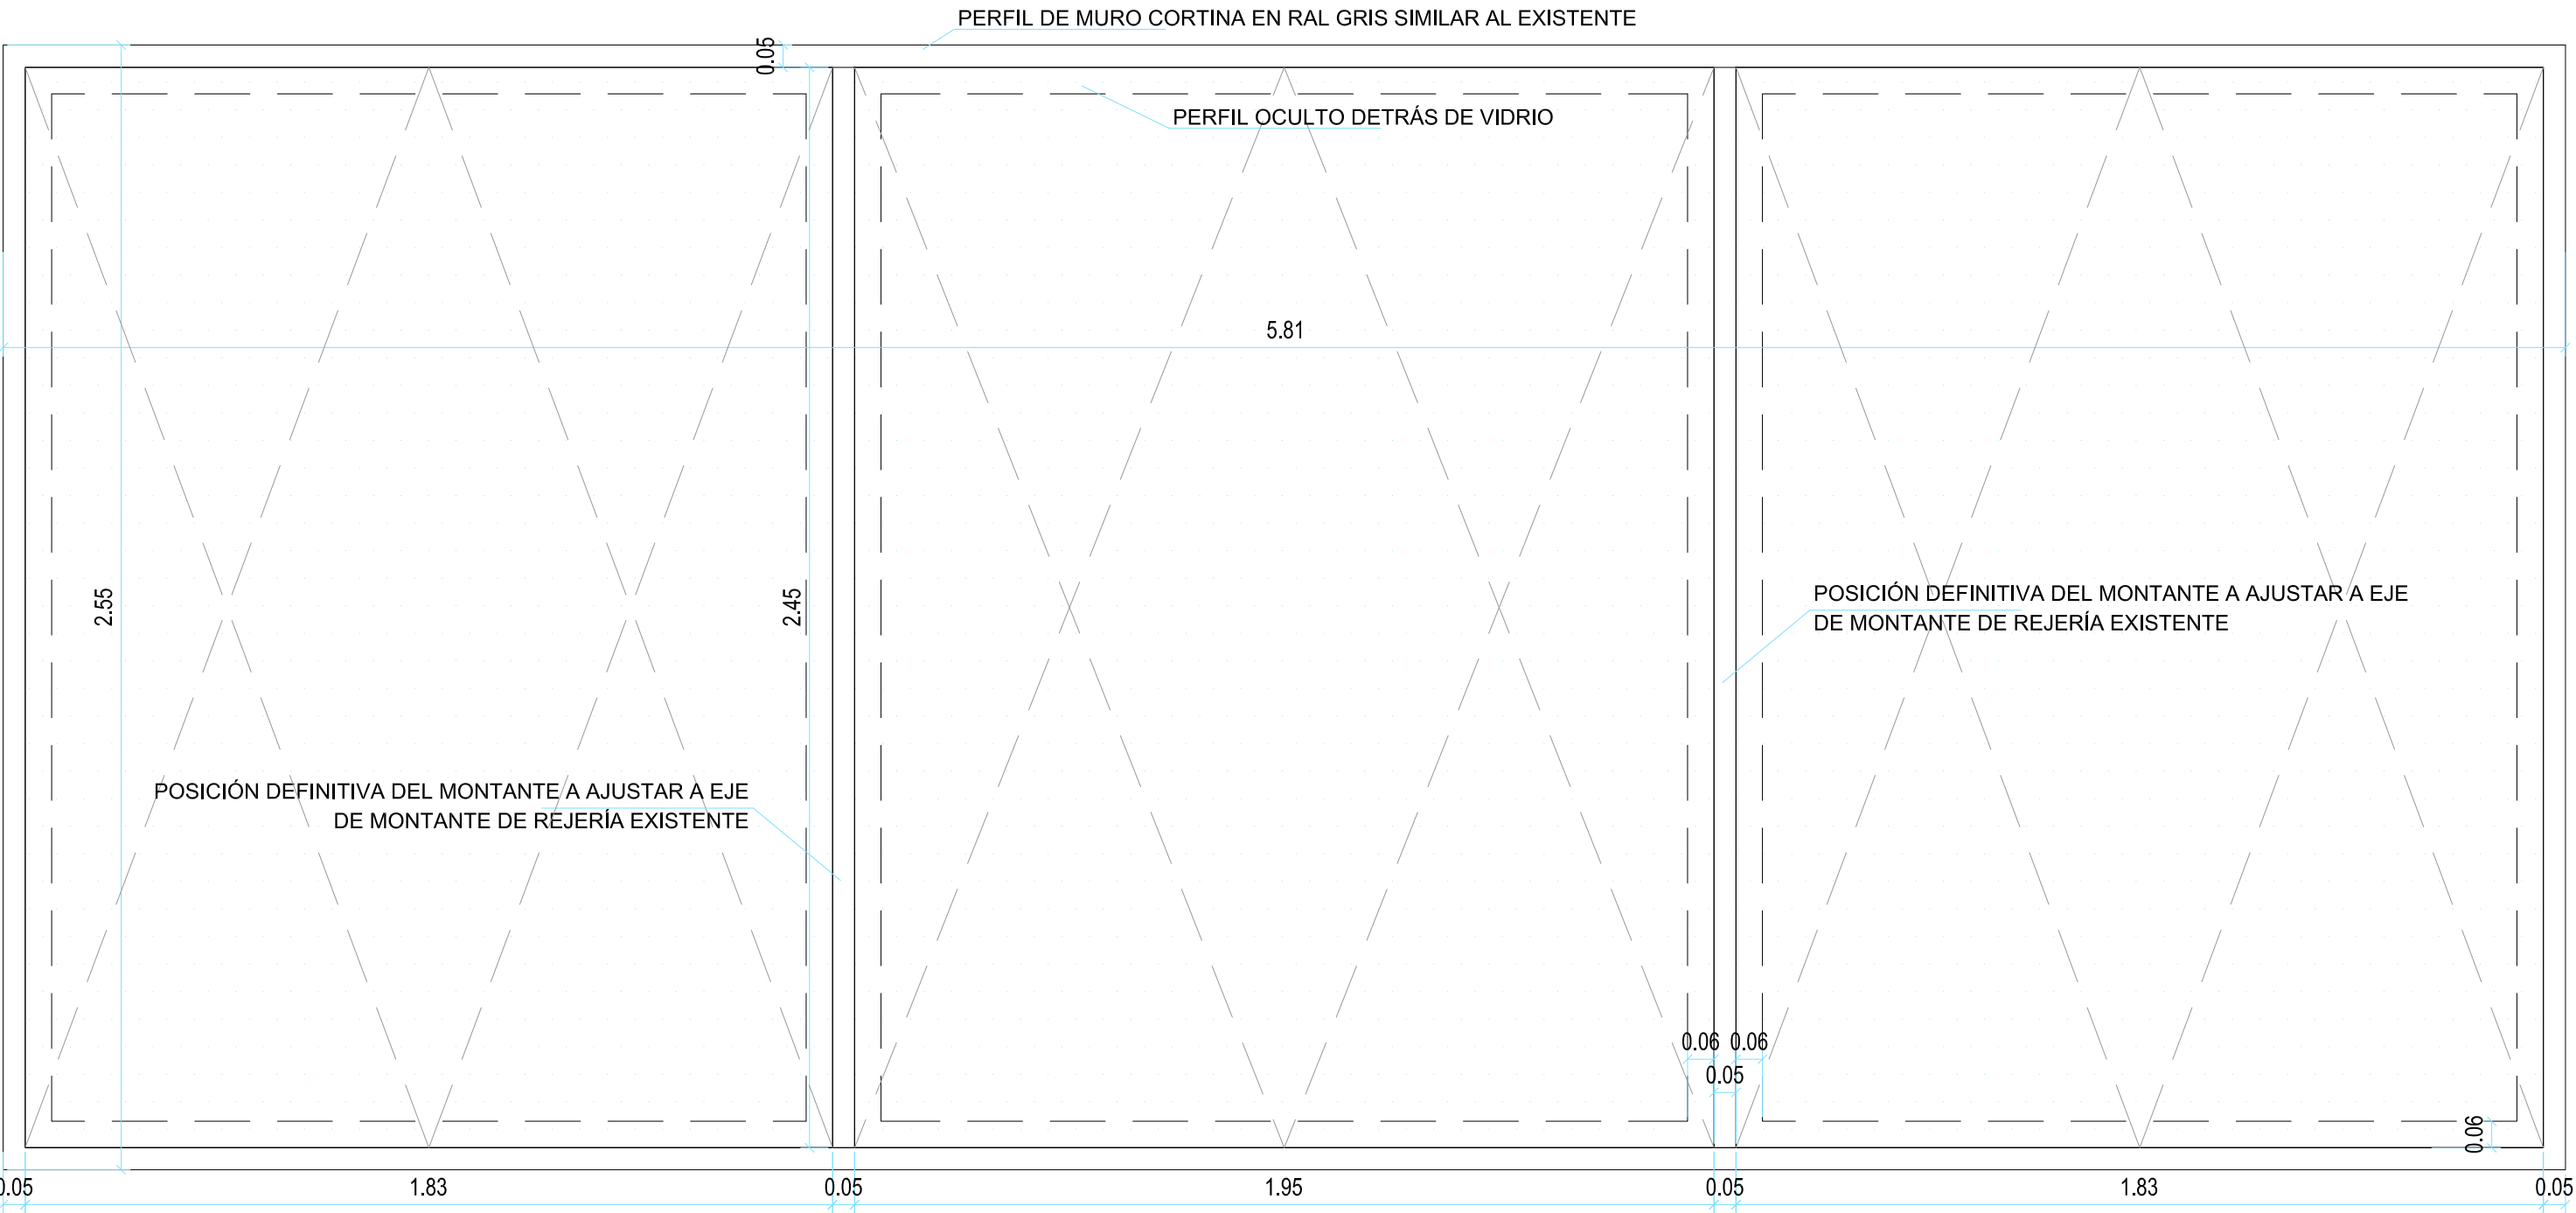 PERFIL DE MURO CORTINA EN RAL GRIS SIMILAR AL EXISTENTE
0.05
PERFIL OCULTO DETRÁS DE VIDRIO
5.81
2.55
2.45
POSICIÓN DEFINITIVA DEL MONTANTE A AJUSTAR A EJE
DE MONTANTE DE REJERÍA EXISTENTE
POSICIÓN DEFINITIVA DEL MONTANTE A AJUSTAR A EJE
DE MONTANTE DE REJERÍA EXISTENTE
0.06 0.06
0.05
0.06
0.05 1.83 0.05 1.95 0.05 1.83 0.05